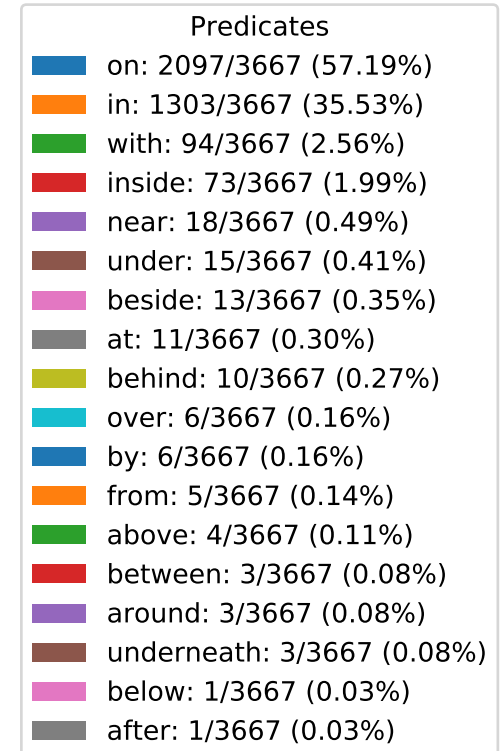 Predicates
on: 2097/3667 (57.19%)
in: 1303/3667 (35.53%)
with: 94/3667 (2.56%)
inside: 73/3667 (1.99%)
near: 18/3667 (0.49%)
under: 15/3667 (0.41%)
beside: 13/3667 (0.35%)
at: 11/3667 (0.30%)
behind: 10/3667 (0.27%)
over: 6/3667 (0.16%)
by: 6/3667 (0.16%)
from: 5/3667 (0.14%)
above: 4/3667 (0.11%)
between: 3/3667 (0.08%)
around: 3/3667 (0.08%)
underneath: 3/3667 (0.08%)
below: 1/3667 (0.03%)
after: 1/3667 (0.03%)